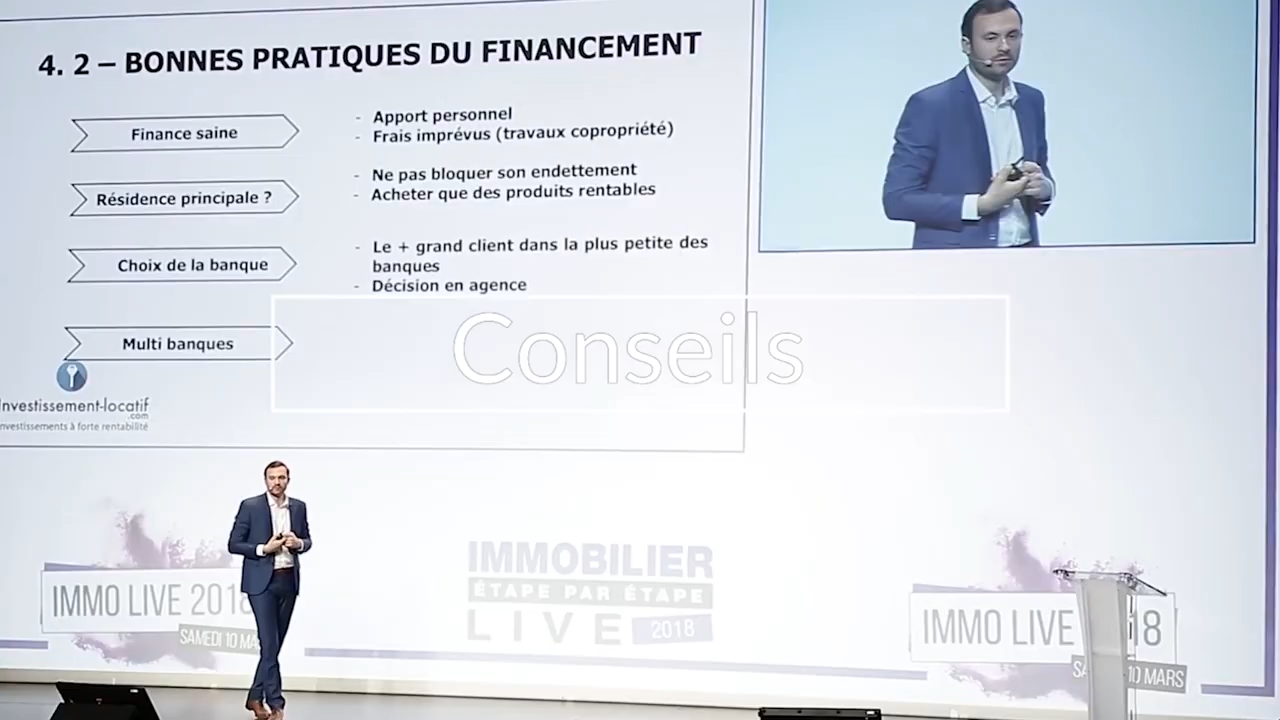 4. 2 – BONNES PRATIQUES DU FINANCEMENT
Finance saine
- Apport personnel
- Frais imprévus (travaux copropriété)
Résidence principale ?
- Ne pas bloquer son endettement
- Acheter que des produits rentables
Choix de la banque
- Le + grand client dans la plus petite des
banques
- Décision en agence
Multi banques
Conseils
Investissement-locatif
.com
nvestissements à forte rentabilité
IMMO LIVE 2018
SAMEDI 10 MA
IMMOBILIER
ÉTAPE PAR ÉTAPE
LIVE 2018
IMMO LIVE 18
SA 10 MARS